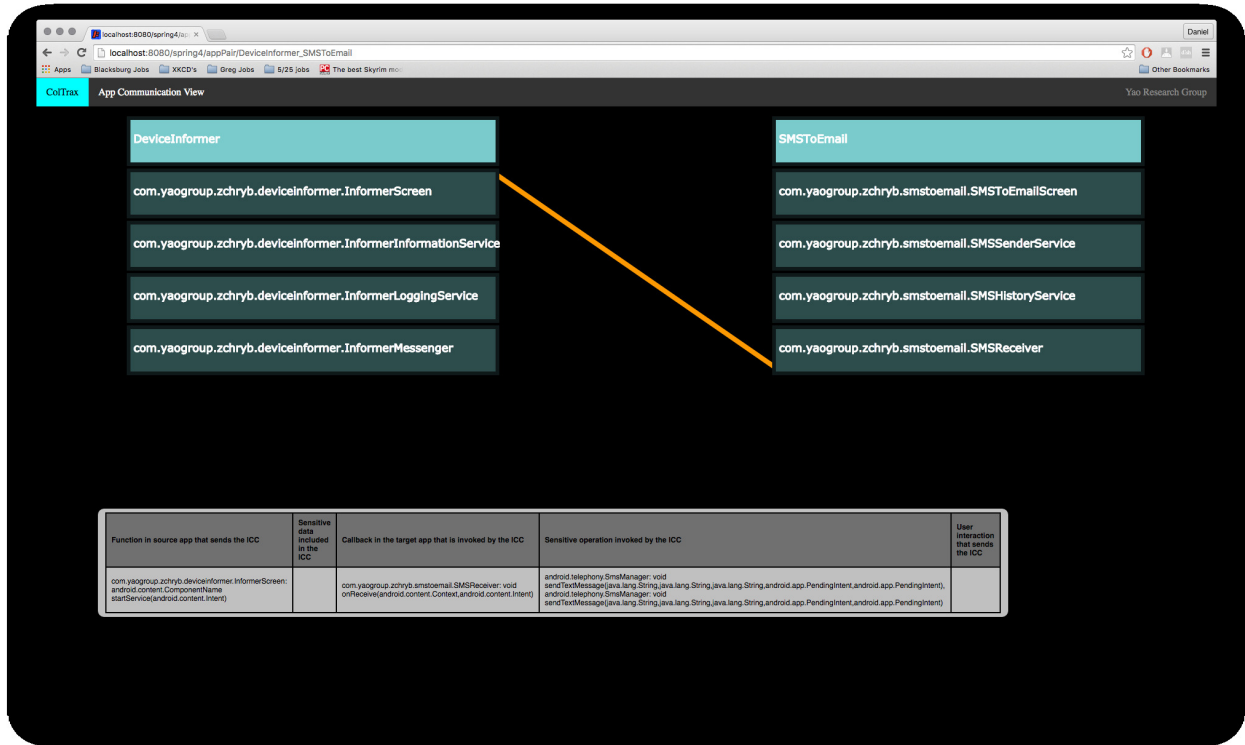 localhost:8080/spring4/ap
Daniel
localhost:8080/spring4/appPair/DeviceInformer_SMSToEmail
Apps Blacksburg Jobs XKCD's Greg Jobs 5/25 jobs The best Skyrim mo
Other Bookmarks
ColTrax App Communication View
Yao Research Group
DeviceInformer
com.yaogroup.zchryb.deviceinformer.InformerScreen
com.yaogroup.zchryb.deviceinformer.InformerInformationService
com.yaogroup.zchryb.deviceinformer.InformerLoggingService
com.yaogroup.zchryb.deviceinformer.InformerMessenger
SMSToEmail
com.yaogroup.zchryb.smstoemail.SMSToEmailScreen
com.yaogroup.zchryb.smstoemail.SMSSenderService
com.yaogroup.zchryb.smstoemail.SMSHistoryService
com.yaogroup.zchryb.smstoemail.SMSReceiver
Function in source app that sends the ICC
Sensitive
data
included
in the
ICC
Callback in the target app that is invoked by the ICC
Sensitive operation invoked by the ICC
User
interaction
that sends
the ICC
com.yaogroup.zchryb.deviceinformer.InformerScreen:
android.content.ComponentName
startService(android.content.Intent)
com.yaogroup.zchryb.smstoemail.SMSReceiver: void
onReceive(android.content.Context,android.content.Intent)
android.telephony.SmsManager: void
sendTextMessage(java.lang.String,java.lang.String,java.lang.String,android.app.PendingIntent,android.app.PendingIntent),
android.telephony.SmsManager: void
sendTextMessage(java.lang.String,java.lang.String,java.lang.String,android.app.PendingIntent,android.app.PendingIntent)